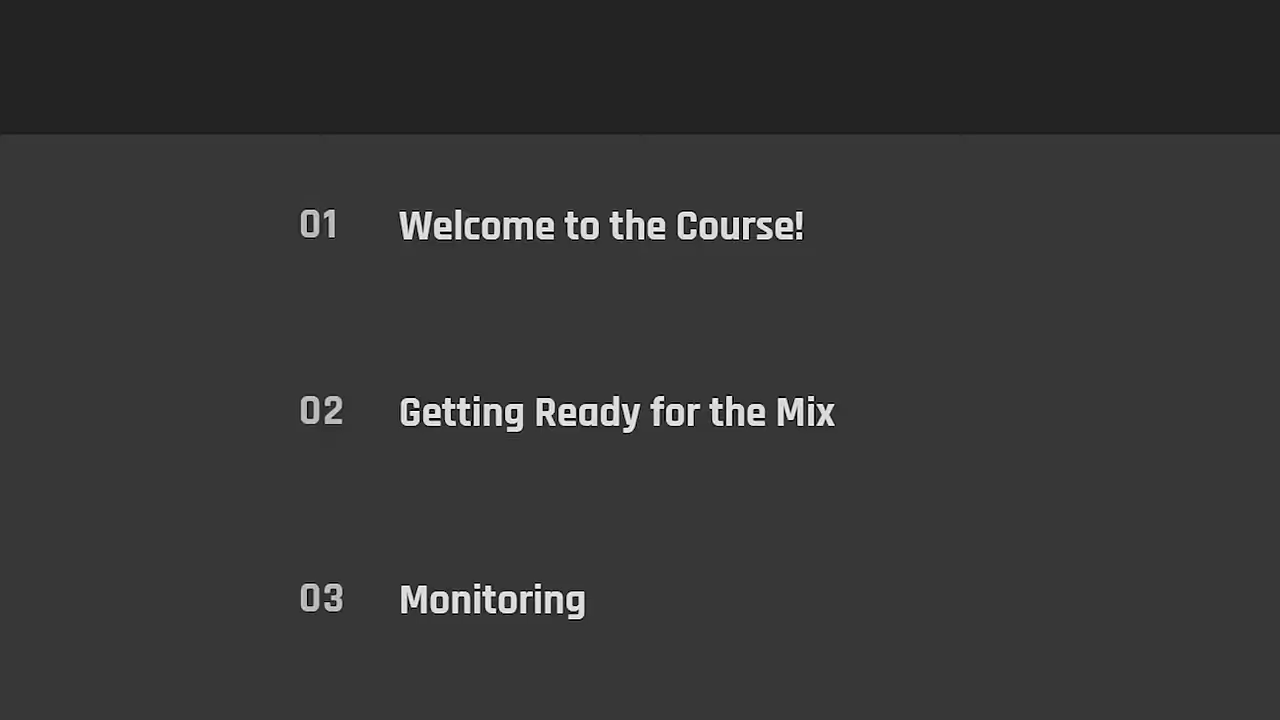 01 Welcome to the Course!
02 Getting Ready for the Mix
03 Monitoring